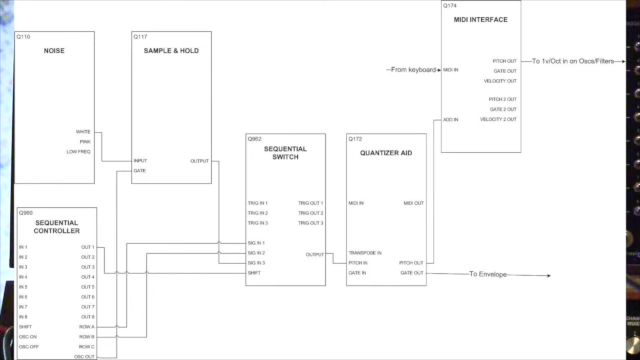 Q110
NOISE
WHITE
PINK
LOW FREQ.
Q117
SAMPLE & HOLD
INPUT
GATE
OUTPUT
Q174
MIDI INTERFACE
From keyboard
MIDI IN
ADD IN
PITCH OUT
GATE OUT
VELOCITY OUT
PITCH 2 OUT
GATE 2 OUT
VELOCITY 2 OUT
To 1v/Oct in on Oscs/Filters
Q962
SEQUENTIAL
SWITCH
TRIG IN 1 TRIG OUT 1
TRIG IN 2 TRIG OUT 2
TRIG IN 3 TRIG OUT 3
SIG IN 1
SIG IN 2
SIG IN 3
SHIFT
OUTPUT
Q172
QUANTIZER AID
MIDI IN MIDI OUT
TRANSPOSE IN
PITCH IN PITCH OUT
GATE IN GATE OUT
To Envelope
Q960
SEQUENTIAL
CONTROLLER
IN 1 OUT 1
IN 2 OUT 2
IN 3 OUT 3
IN 4 OUT 4
IN 5 OUT 5
IN 6 OUT 6
IN 7 OUT 7
IN 8 OUT 8
SHIFT ROW A
OSC ON ROW B
OSC OFF ROW C
OSC OUT